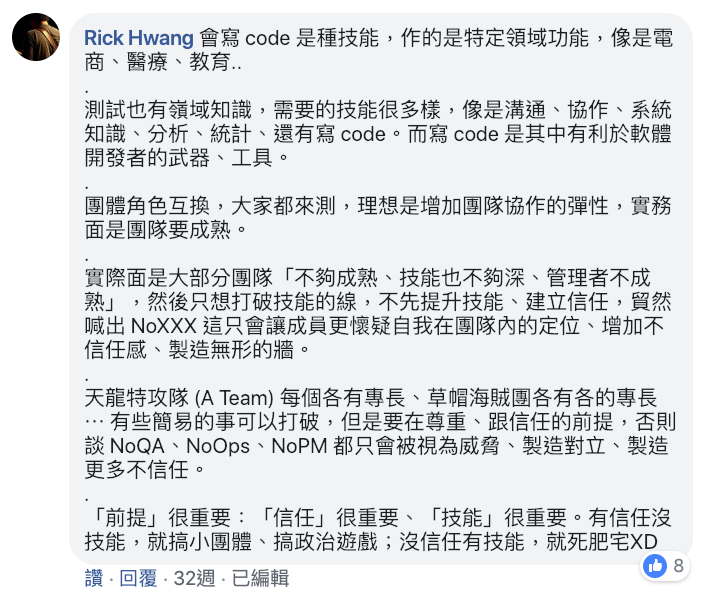 Rick Hwang 會寫 code 是種技能，作的是特定領域功能，像是電
商、醫療、教育..
.
測試也有領域知識，需要的技能很多樣，像是溝通、協作、系統
知識、分析、統計、還有寫 code。而寫 code 是其中有利於軟體
開發者的武器、工具。
.
團體角色互換，大家都來測，理想是增加團隊協作的彈性，實務
面是團隊要成熟。
.
實際面是大部分團隊「不夠成熟、技能也不夠深、管理者不成
熟」，然後只想打破技能的線，不先提升技能、建立信任，貿然
喊出 NoXXX 這只會讓成員更懷疑自我在團隊內的定位、增加不
信任感、製造無形的牆。
.
天龍特攻隊 (A Team) 每個各有專長、草帽海賊團各有各的專長
⋯ 有些簡易的事可以打破，但是要在尊重、跟信任的前提，否則
談 NoQA、NoOps、NoPM 都只會被視為威脅、製造對立、製造
更多不信任。
.
「前提」很重要：「信任」很重要、「技能」很重要。有信任沒
技能，就搞小團體、搞政治遊戲；沒信任有技能，就死肥宅XD
8
讚 · 回覆 · 32週 · 已編輯